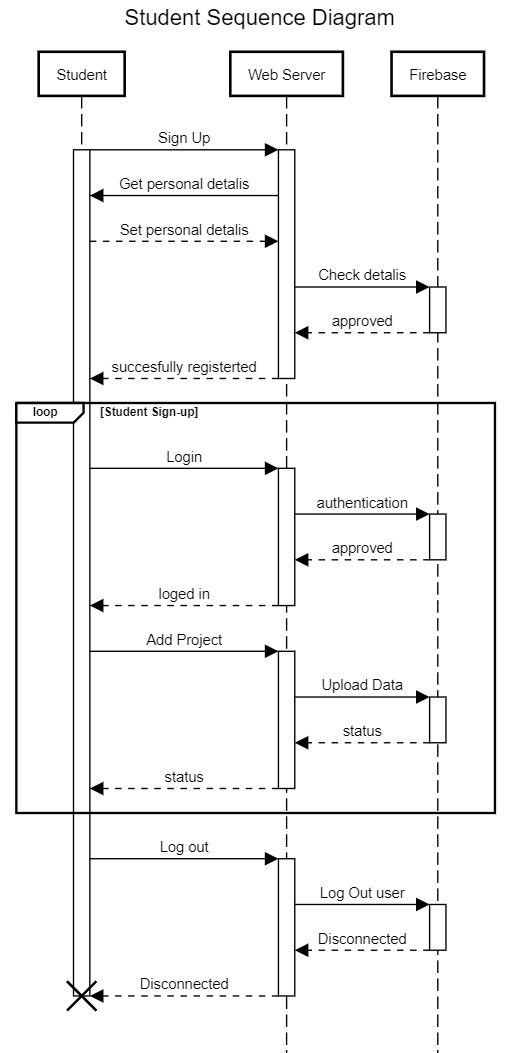 Student Sequence Diagram
Student
Web Server
Firebase
Sign Up
Get personal detalis
Set personal detalis
Check detalis
approved
succesfully registerted
loop
[Student Sign-up]
Login
authentication
approved
loged in
Add Project
Upload Data
status
status
Log out
Log Out user
Disconnected
Disconnected